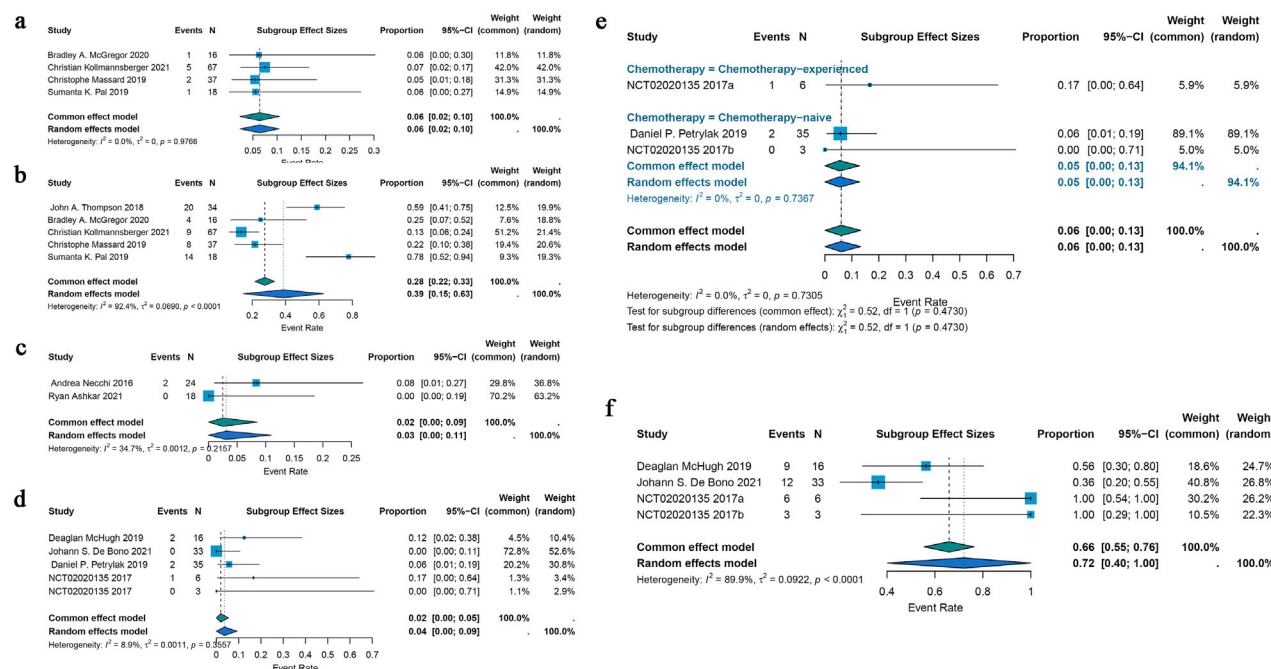 a
Weight Weight
Study Events N Subgroup Effect Sizes Proportion 95%−CI (common) (random)
Bradley A. McGregor 2020 1 16 0.06 [0.00; 0.30] 11.8% 11.8%
Christian Kollmannsberger 2021 5 67 0.07 [0.02; 0.17] 42.0% 42.0%
Christophe Massard 2019 2 37 0.05 [0.01; 0.18] 31.3% 31.3%
Sumanta K. Pal 2019 1 18 0.06 [0.00; 0.27] 14.9% 14.9%
Common effect model 0.06 [0.02; 0.10] 100.0% .
Random effects model 0.06 [0.02; 0.10] . 100.0%
Heterogeneity: I² = 0.0%, τ² = 0, p = 0.9766
0.05 0.1 0.15 0.2 0.25 0.3
Event Rate
b
Weight Weight
Study Events N Subgroup Effect Sizes Proportion 95%−CI (common) (random)
John A. Thompson 2018 20 34 0.59 [0.41; 0.75] 12.5% 19.9%
Bradley A. McGregor 2020 4 16 0.25 [0.07; 0.52] 7.6% 18.8%
Christian Kollmannsberger 2021 9 67 0.13 [0.06; 0.24] 51.2% 21.4%
Christophe Massard 2019 8 37 0.22 [0.10; 0.38] 19.4% 20.6%
Sumanta K. Pal 2019 14 18 0.78 [0.52; 0.94] 9.3% 19.3%
Common effect model 0.28 [0.22; 0.33] 100.0% .
Random effects model 0.39 [0.15; 0.63] . 100.0%
Heterogeneity: I² = 92.4%, τ² = 0.0690, p < 0.0001
0.2 0.4 0.6 0.8
Event Rate
c
Weight Weight
Study Events N Subgroup Effect Sizes Proportion 95%−CI (common) (random)
Andrea Necchi 2016 2 24 0.08 [0.01; 0.27] 29.8% 36.8%
Ryan Ashkar 2021 0 18 0.00 [0.00; 0.19] 70.2% 63.2%
Common effect model 0.02 [0.00; 0.09] 100.0% .
Random effects model 0.03 [0.00; 0.11] . 100.0%
Heterogeneity: I² = 34.7%, τ² = 0.0012, p = 0.2157
0 0.05 0.1 0.15 0.2 0.25
Event Rate
d
Weight Weight
Study Events N Subgroup Effect Sizes Proportion 95%−CI (common) (random)
Deaglan McHugh 2019 2 16 0.12 [0.02; 0.38] 4.5% 10.4%
Johann S. De Bono 2021 0 33 0.00 [0.00; 0.11] 72.8% 52.6%
Daniel P. Petrylak 2019 2 35 0.06 [0.01; 0.19] 20.2% 30.8%
NCT02020135 2017 1 6 0.17 [0.00; 0.64] 1.3% 3.4%
NCT02020135 2017 0 3 0.00 [0.00; 0.71] 1.1% 2.9%
Common effect model 0.02 [0.00; 0.05] 100.0% .
Random effects model 0.04 [0.00; 0.09] . 100.0%
Heterogeneity: I² = 8.9%, τ² = 0.0011, p = 0.3557
0 0.1 0.2 0.3 0.4 0.5 0.6 0.7
Event Rate
e
Weight Weight
Study Events N Subgroup Effect Sizes Proportion 95%−CI (common) (random)
Chemotherapy = Chemotherapy−experienced
NCT02020135 2017a 1 6 0.17 [0.00; 0.64] 5.9% 5.9%
Chemotherapy = Chemotherapy−naive
Daniel P. Petrylak 2019 2 35 0.06 [0.01; 0.19] 89.1% 89.1%
NCT02020135 2017b 0 3 0.00 [0.00; 0.71] 5.0% 5.0%
Common effect model 0.05 [0.00; 0.13] 94.1% .
Random effects model 0.05 [0.00; 0.13] . 94.1%
Heterogeneity: I² = 0%, τ² = 0, p = 0.7367
Common effect model 0.06 [0.00; 0.13] 100.0% .
Random effects model 0.06 [0.00; 0.13] . 100.0%
0 0.1 0.2 0.3 0.4 0.5 0.6 0.7
Heterogeneity: I² = 0.0%, τ² = 0, p = 0.7305
Event Rate
Test for subgroup differences (common effect): χ²₁ = 0.52, df = 1 (p = 0.4730)
Test for subgroup differences (random effects): χ²₁ = 0.52, df = 1 (p = 0.4730)
f
Weight Weight
Study Events N Subgroup Effect Sizes Proportion 95%−CI (common) (random)
Deaglan McHugh 2019 9 16 0.56 [0.30; 0.80] 18.6% 24.7%
Johann S. De Bono 2021 12 33 0.36 [0.20; 0.55] 40.8% 26.8%
NCT02020135 2017a 6 6 1.00 [0.54; 1.00] 30.2% 26.2%
NCT02020135 2017b 3 3 1.00 [0.29; 1.00] 10.5% 22.3%
Common effect model 0.66 [0.55; 0.76] 100.0% .
Random effects model 0.72 [0.40; 1.00] . 100.0%
Heterogeneity: I² = 89.9%, τ² = 0.0922, p < 0.0001
0.4 0.6 0.8 1
Event Rate